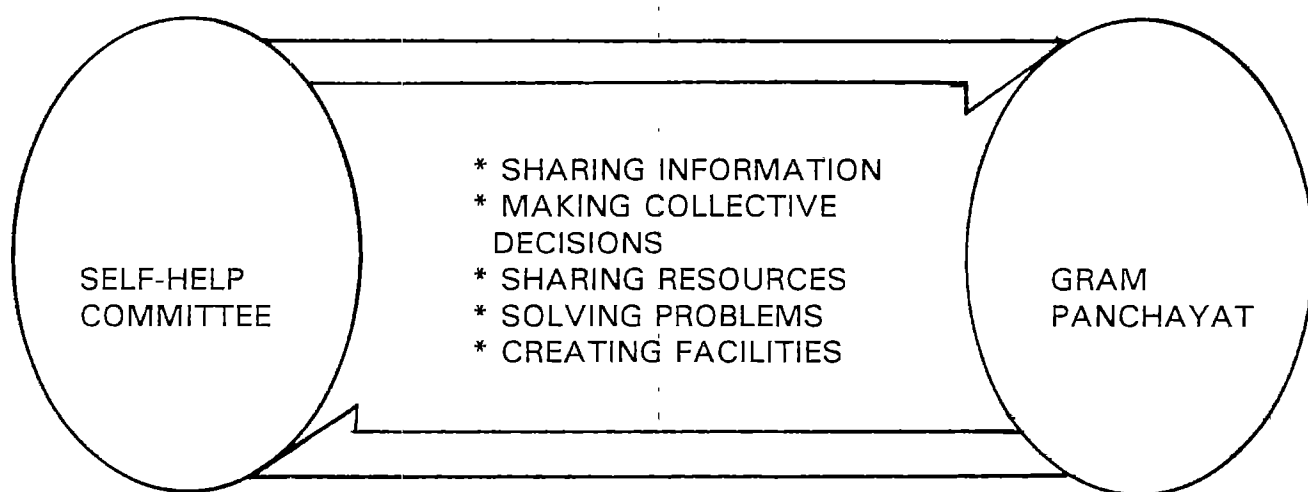 SELF-HELP
COMMITTEE
* SHARING INFORMATION
* MAKING COLLECTIVE
DECISIONS
* SHARING RESOURCES
* SOLVING PROBLEMS
* CREATING FACILITIES
GRAM
PANCHAYAT